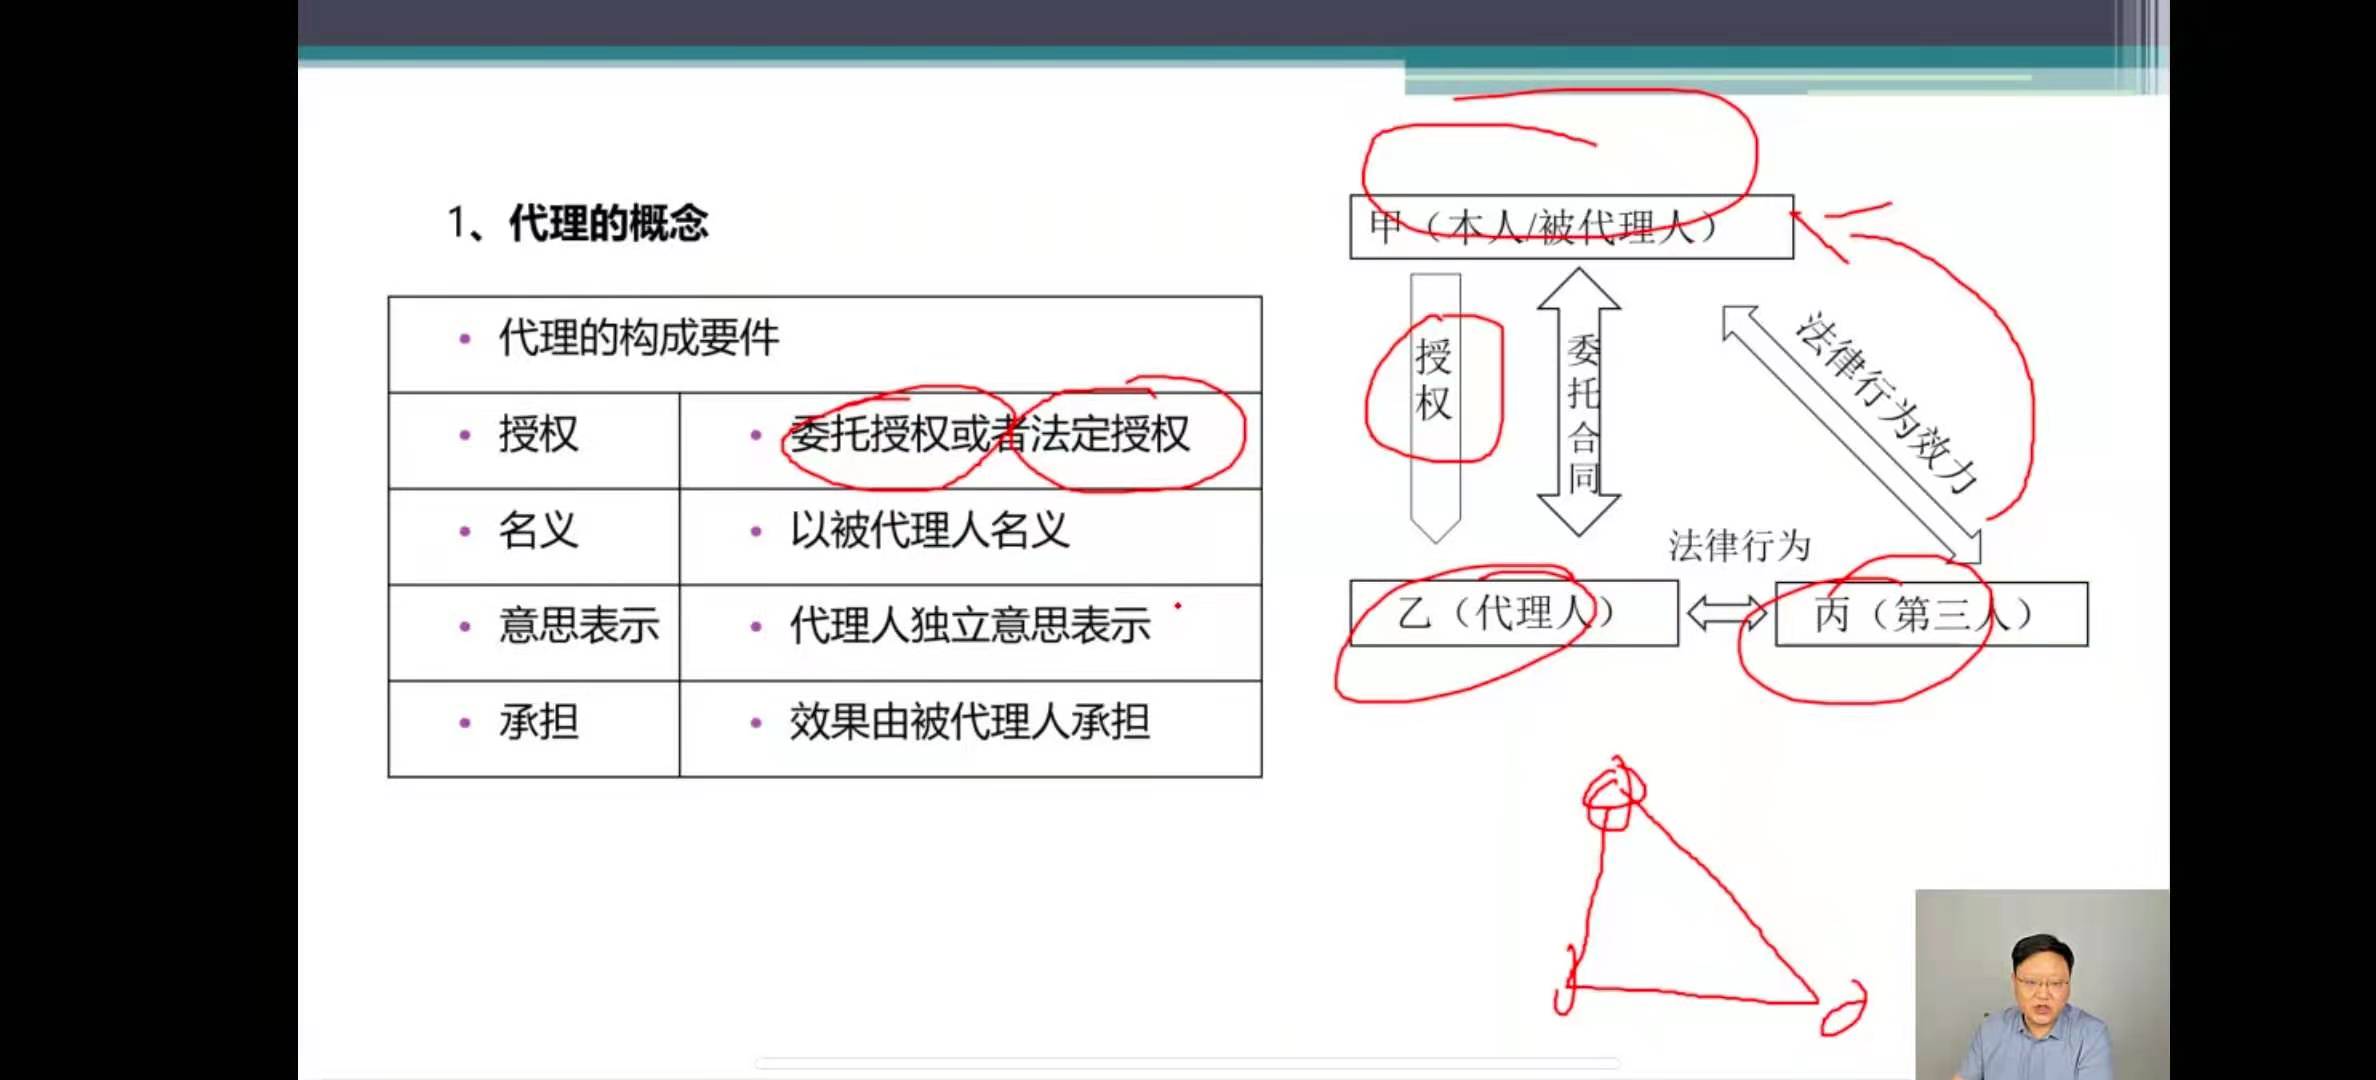 1、代理的概念
• 代理的构成要件
• 授权
• 委托授权或者法定授权
• 名义
• 以被代理人名义
• 意思表示
• 代理人独立意思表示
• 承担
• 效果由被代理人承担
甲（本人/被代理人）
授权
委托合同
法律行为效力
法律行为
乙（代理人）
丙（第三人）